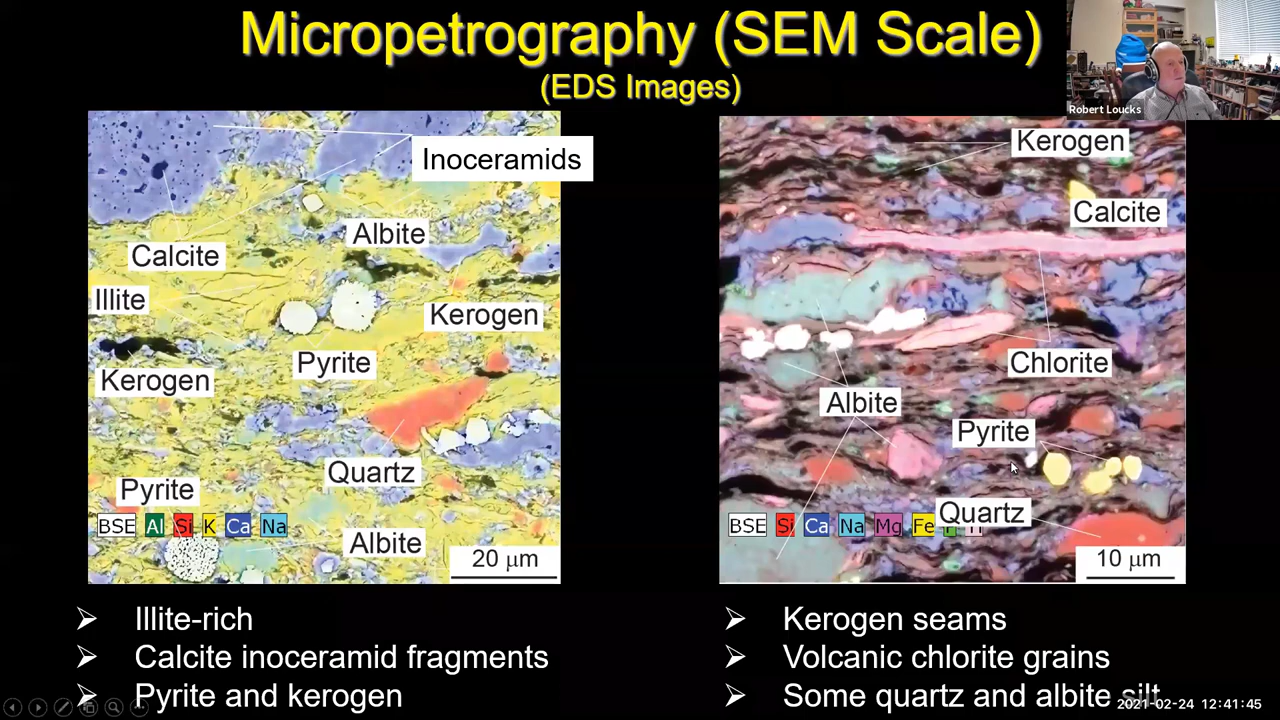 Micropetrography (SEM Scale)
(EDS Images)
Robert Loucks
Inoceramids
Albite
Calcite
Illite
Kerogen
Pyrite
Kerogen
Quartz
Pyrite
BSE Al Si K Ca Na
Albite
20 μm
Kerogen
Calcite
Chlorite
Albite
Pyrite
Quartz
BSE Si Ca Na Mg Fe
10 μm
➢ Illite-rich
➢ Calcite inoceramid fragments
➢ Pyrite and kerogen
➢ Kerogen seams
➢ Volcanic chlorite grains
➢ Some quartz and albite silt
2021-02-24 12:41:45